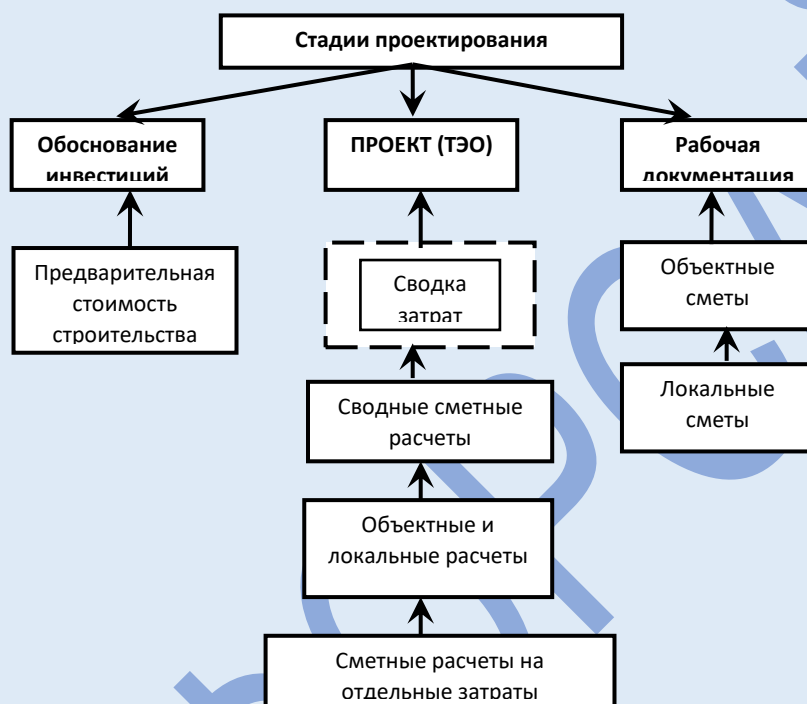 Стадии проектирования
Обоснование
инвестиций
ПРОЕКТ (ТЭО)
Рабочая
документация
Предварительная
стоимость
строительства
Сводка
затрат
Объектные
сметы
Сводные сметные
расчеты
Локальные
сметы
Объектные и
локальные расчеты
Сметные расчеты на
отдельные затраты